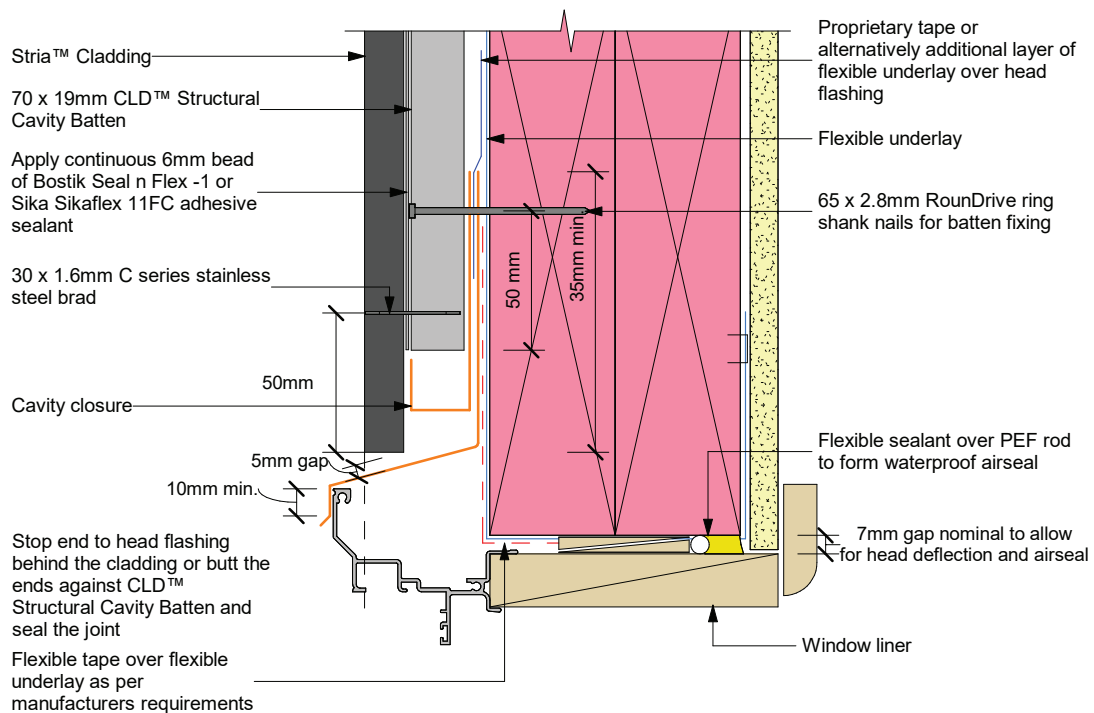 Stria™ Cladding
70 x 19mm CLD™ Structural
Cavity Batten
Apply continuous 6mm bead
of Bostik Seal n Flex -1 or
Sika Sikaflex 11FC adhesive
sealant
30 x 1.6mm C series stainless
steel brad
50mm
Cavity closure
5mm gap
10mm min.
Stop end to head flashing
behind the cladding or butt the
ends against CLD™
Structural Cavity Batten and
seal the joint
Flexible tape over flexible
underlay as per
manufacturers requirements
50 mm
35mm min.
Proprietary tape or
alternatively additional layer of
flexible underlay over head
flashing
Flexible underlay
65 x 2.8mm RounDrive ring
shank nails for batten fixing
Flexible sealant over PEF rod
to form waterproof airseal
7mm gap nominal to allow
for head deflection and airseal
Window liner